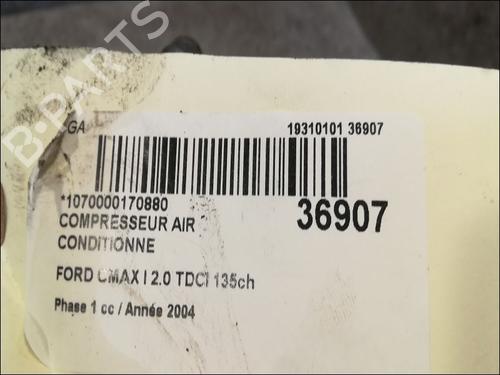 B-PARTS
GA
19310101 36907
*1070000170880
36907
COMPRESSEUR AIR
CONDITIONNE
FORD CMAX I 2.0 TDCI 135ch
Phase 1 cc / Année 2004